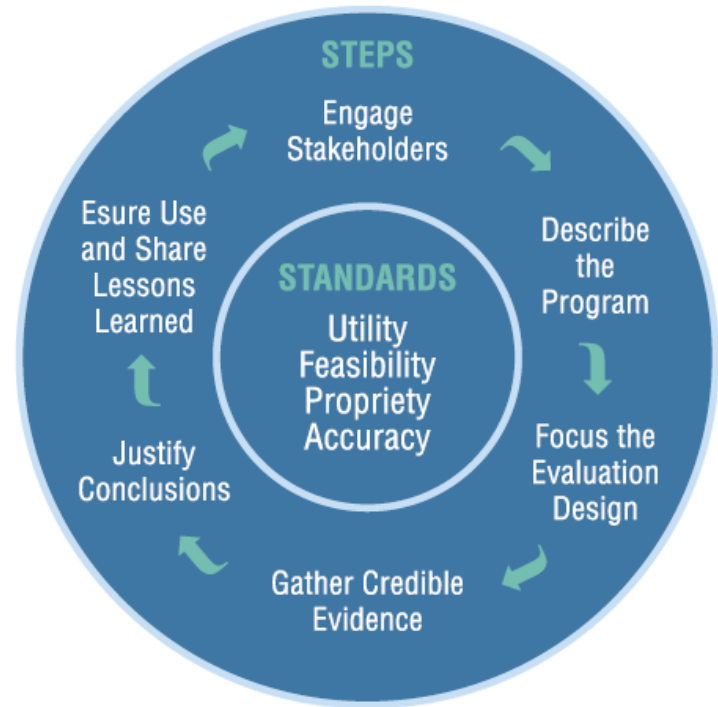 STEPS
Engage
Stakeholders
Describe
the
Program
Focus the
Evaluation
Design
Gather Credible
Evidence
Justify
Conclusions
Esure Use
and Share
Lessons
Learned
STANDARDS
Utility
Feasibility
Propriety
Accuracy